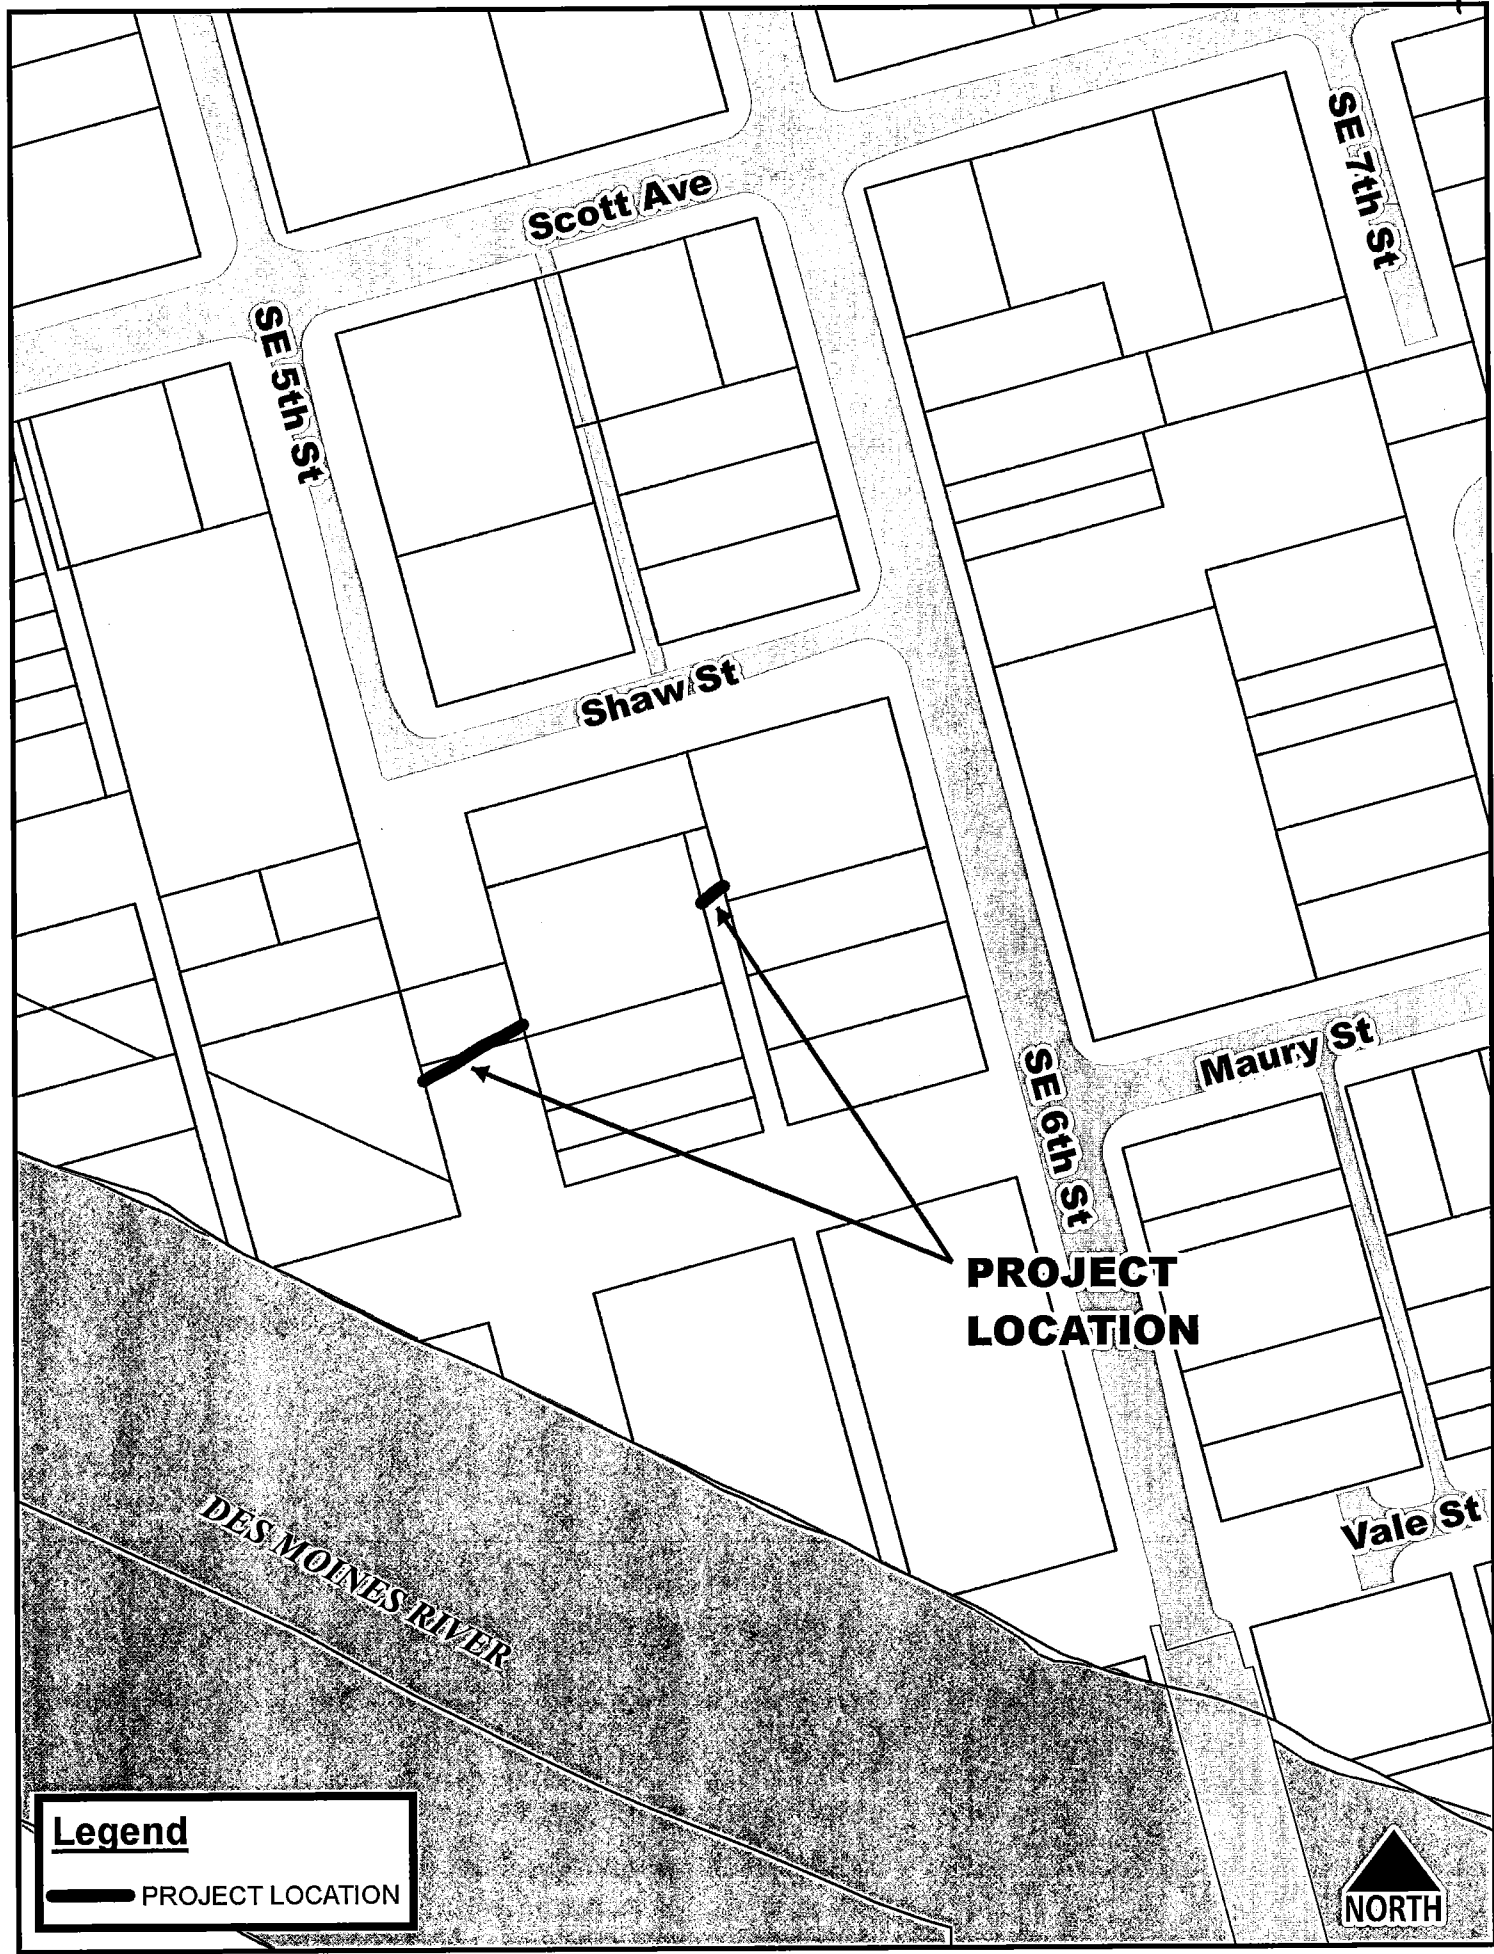 SE 7th St
Scott Ave
SE 5th St
Shaw St
Maury St
SE 6th St
PROJECT
LOCATION
Vale St
DES MOINES RIVER
Legend
PROJECT LOCATION
NORTH